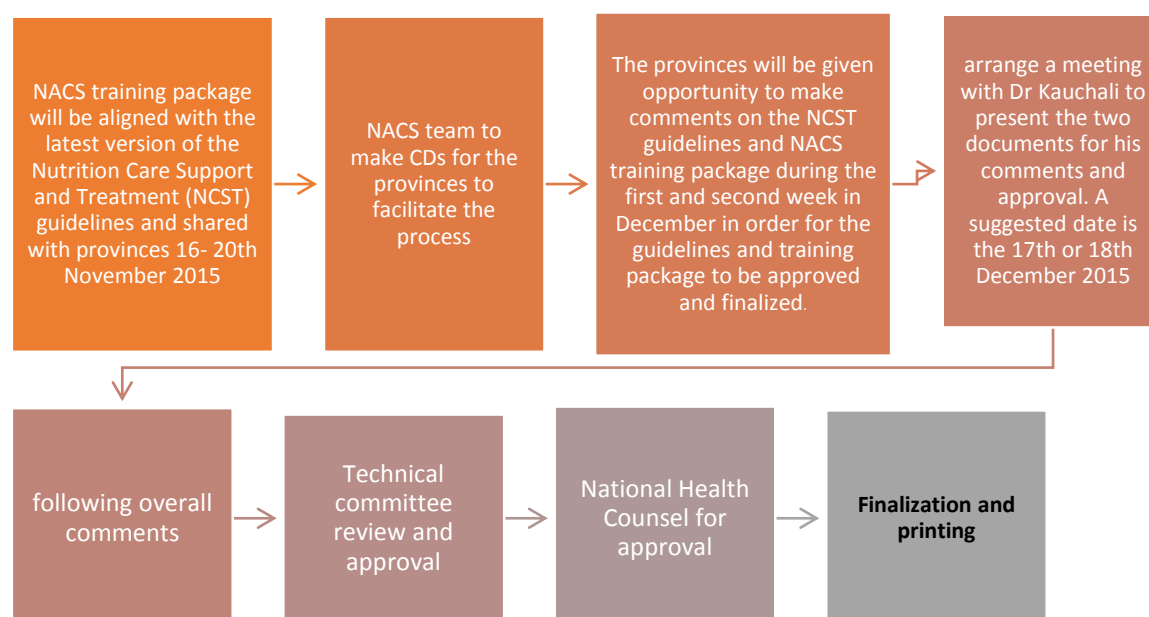 NACS training package
will be aligned with the
latest version of the
Nutrition Care Support
and Treatment (NCST)
guidelines and shared
with provinces 16- 20th
November 2015
NACS team to
make CDs for the
provinces to
facilitate the
process
The provinces will be given
opportunity to make
comments on the NCST
guidelines and NACS
training package during the
first and second week in
December in order for the
guidelines and training
package to be approved
and finalized.
arrange a meeting
with Dr Kauchali to
present the two
documents for his
comments and
approval. A
suggested date is
the 17th or 18th
December 2015
following overall
comments
Technical
committee
review and
approval
National Health
Counsel for
approval
Finalization and
printing